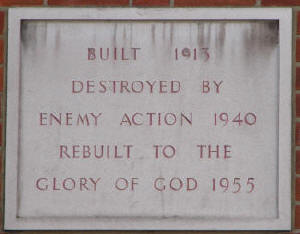 BUILT 1913
DESTROYED BY
ENEMY ACTION 1940
REBUILT TO THE
GLORY OF GOD 1955